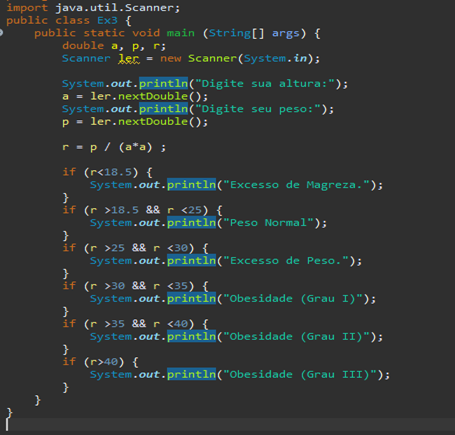 import java.util.Scanner;
public class Ex3 {
public static void main (String[] args) {
double a, p, r;
Scanner ler = new Scanner(System.in);
System.out.println("Digite sua altura:");
a = ler.nextDouble();
System.out.println("Digite seu peso:");
p = ler.nextDouble();
r = p / (a*a) ;
if (r<18.5) {
System.out.println("Excesso de Magreza.");
}
if (r >18.5 && r <25) {
System.out.println("Peso Normal");
}
if (r >25 && r <30) {
System.out.println("Excesso de Peso.");
}
if (r >30 && r <35) {
System.out.println("Obesidade (Grau I)");
}
if (r >35 && r <40) {
System.out.println("Obesidade (Grau II)");
}
if (r>40) {
System.out.println("Obesidade (Grau III)");
}
}
}